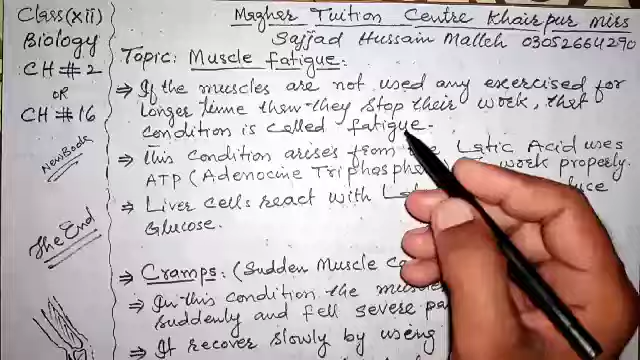 Class(xii)
Biology
CH # 2
OR
CH # 16
New Book
The End
Megher Tuition Centre Khairpur mirs
Sajjad Hussain Malleh 03052664290
Topic: Muscle fatigue:
⇒ If the muscles are not used any exercised for
longer time then they stop their work, that
condition is called fatigue.
⇒ This condition arises from the Latic Acid uses
ATP (Adenocine Triphosphe work properly
⇒ Liver cells react with
Glucose.
⇒ Cramps: (Sudden Muscle
⇒ In this condition the
suddenly and fell severe
⇒ It recover slowly by using